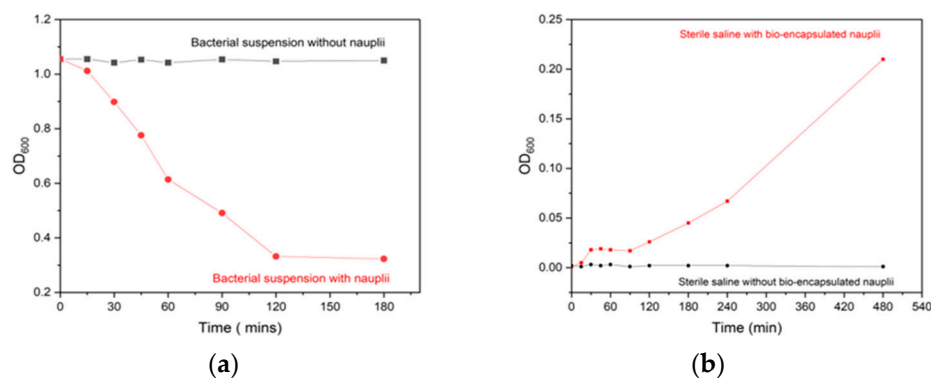 Bacterial suspension without nauplii
1.0
0.8
0.6
0.4
0.2
OD600
0 30 60 90 120 150 180
Bacterial suspension with nauplii
Time ( mins)
(a)
0.25
0.20
0.15
0.10
0.05
0.00
OD600
Sterile saline with bio-encapsulated nauplii
Sterile saline without bio-encapsulated nauplii
0 60 120 180 240 300 360 420 480 540
Time (min)
(b)